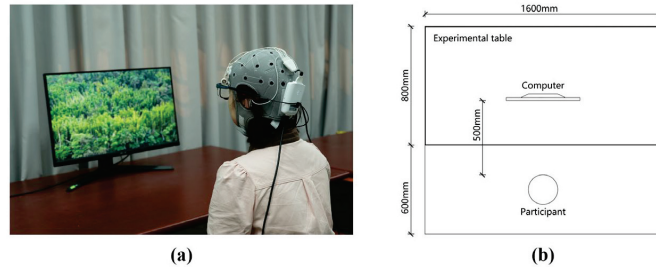 1600mm
Experimental table
Computer
800mm
500mm
600mm
Participant
(a)
(b)